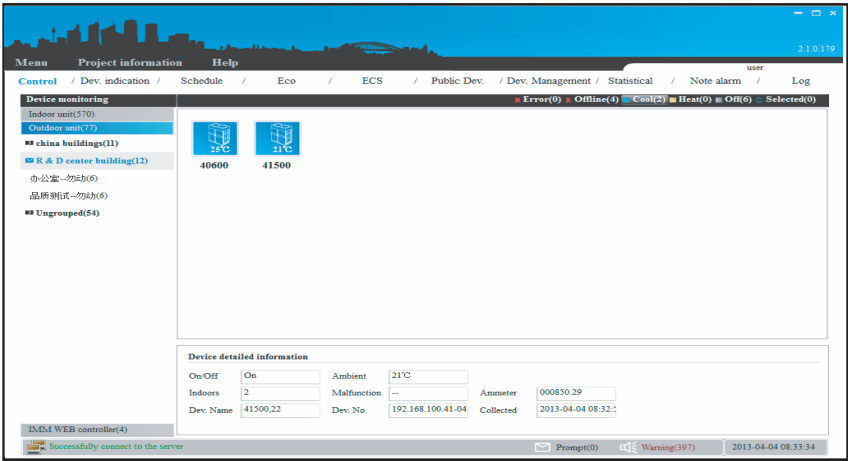 2.1.0.179
Menu Project information Help
user
Control / Dev. indication / Schedule / Eco / ECS / Public Dev. / Dev. Management / Statistical / Note alarm / Log
Device monitoring
Error(0) Offline(4) Cool(2) Heat(0) Off(6) Selected(0)
Indoor unit(570)
Outdoor unit(77)
china buildings(11)
R & D center building(12)
办公室--勿动(6)
品质测试--勿动(6)
Ungrouped(54)
25℃ 21℃
40600 41500
Device detailed information
On/Off On Ambient 21℃
Indoors 2 Malfunction -- Ammeter 000850.29
Dev. Name 41500,22 Dev. No. 192.168.100.41-04 Collected 2013-04-04 08:32:
IMM WEB controller(4)
Successfully connect to the server Prompt(0) Warning(397) 2013-04-04 08:33:34